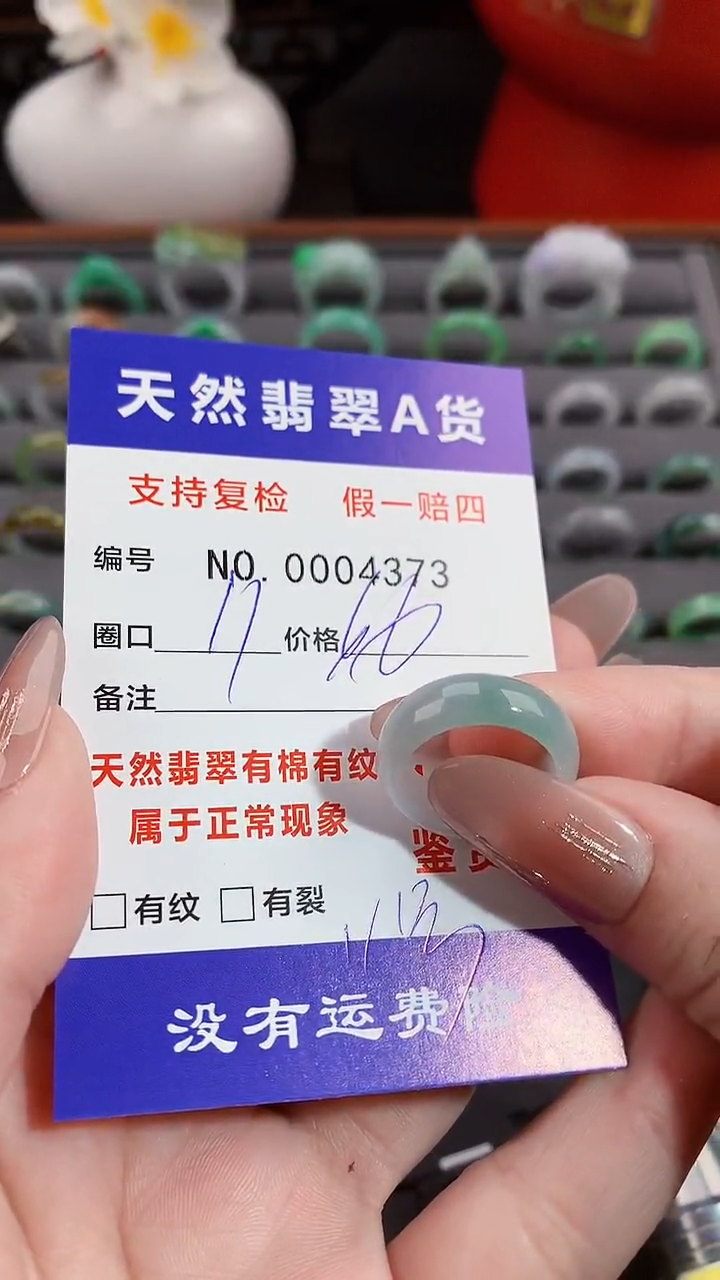 天然翡翠A货
支持复检 假一赔四
编号 NO. 0004373
圈口 17 价格
备注
天然翡翠有棉有纹
属于正常现象
鉴
□有纹 □有裂
没有运费险